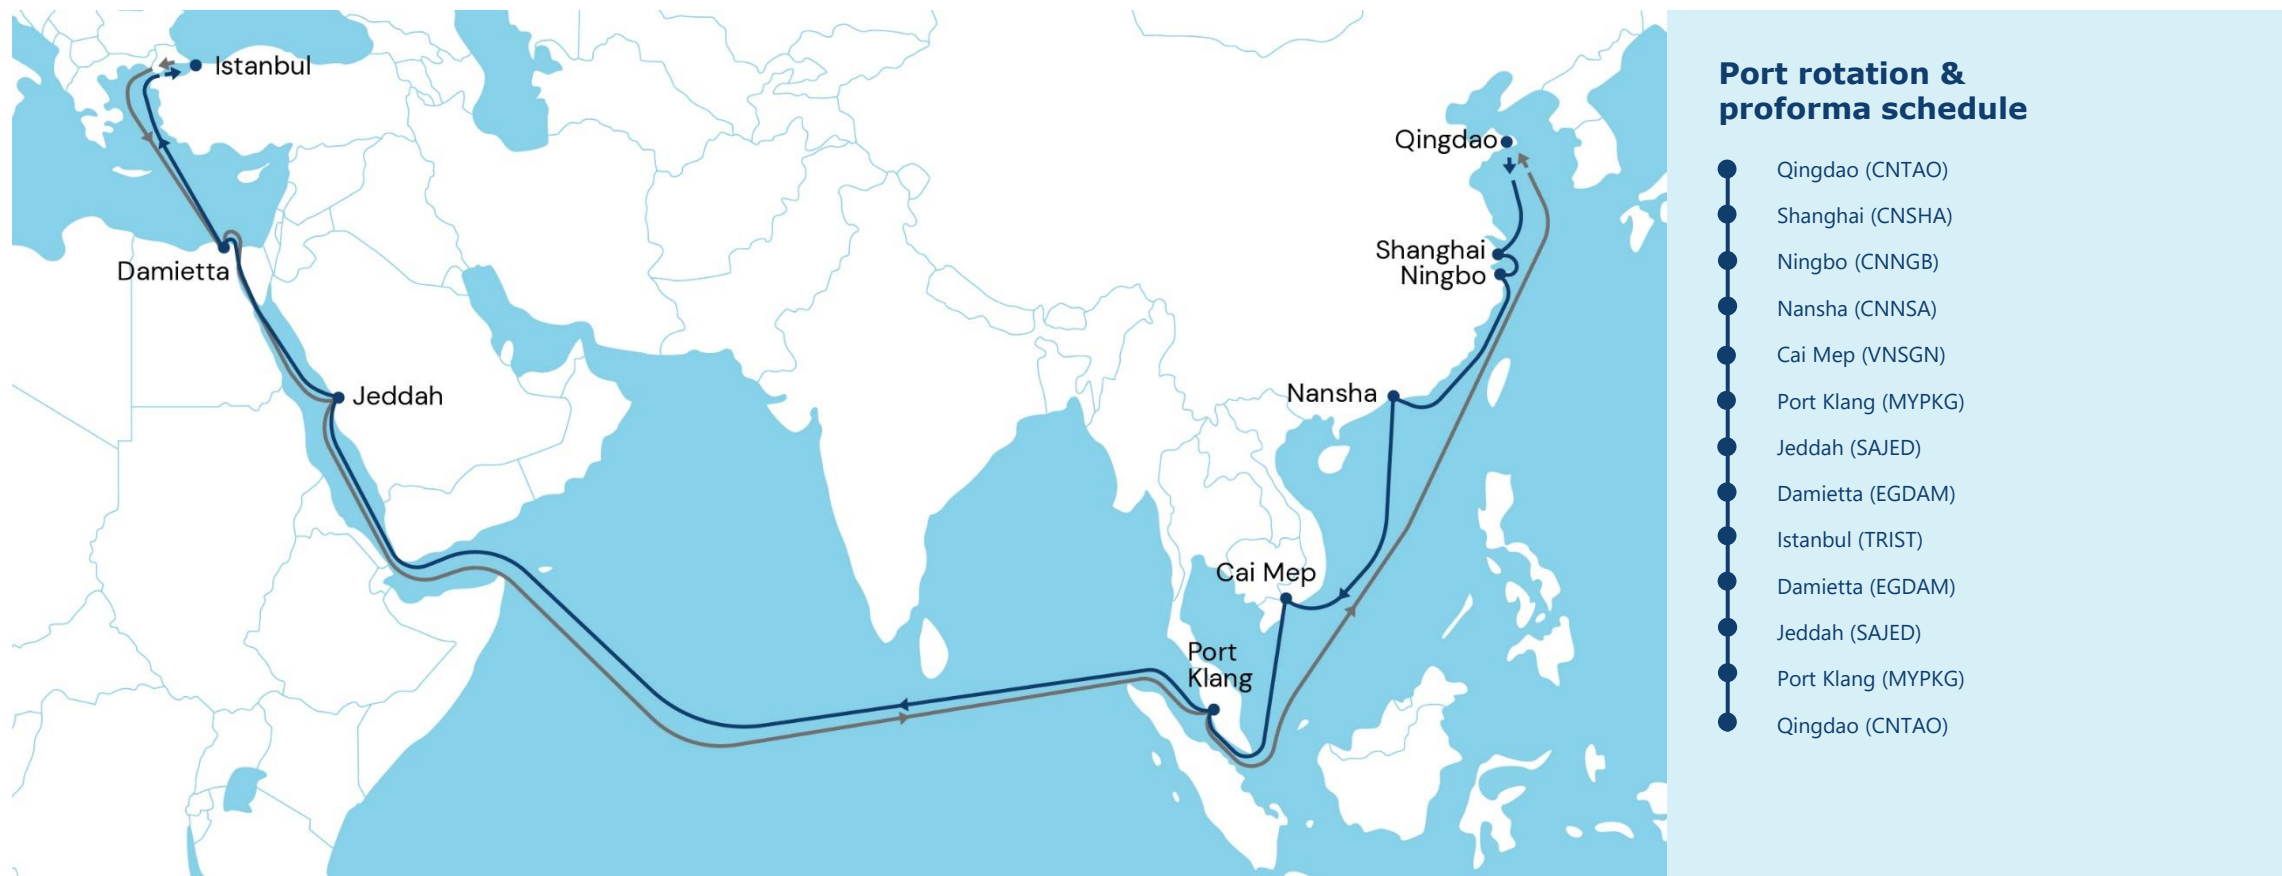 Istanbul
Qingdao
Shanghai
Ningbo
Damietta
Jeddah
Nansha
Cai Mep
Port
Klang
Port rotation &
proforma schedule
Qingdao (CNTAO)
Shanghai (CNSHA)
Ningbo (CNNGB)
Nansha (CNNSA)
Cai Mep (VNSGN)
Port Klang (MYPKG)
Jeddah (SAJED)
Damietta (EGDAM)
Istanbul (TRIST)
Damietta (EGDAM)
Jeddah (SAJED)
Port Klang (MYPKG)
Qingdao (CNTAO)